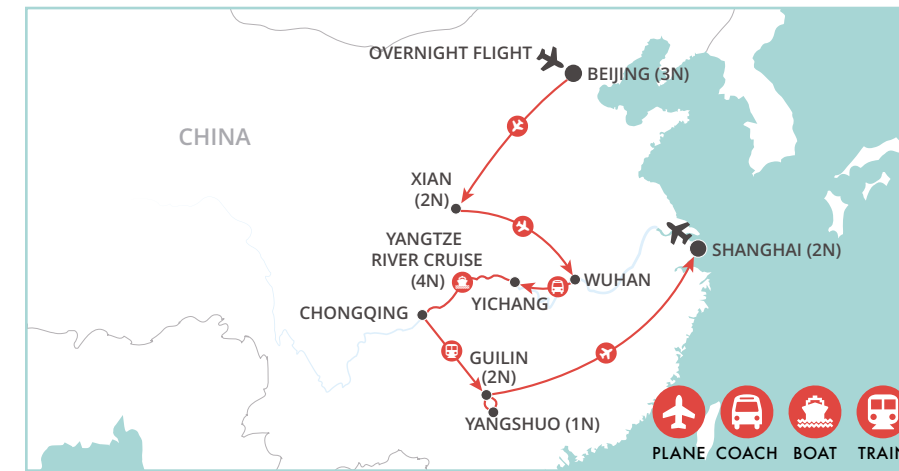 OVERNIGHT FLIGHT
BEIJING (3N)
CHINA
XIAN
(2N)
YANGTZE
RIVER CRUISE
(4N)
SHANGHAI (2N)
WUHAN
YICHANG
CHONGQING
GUILIN
(2N)
YANGSHUO (1N)
PLANE COACH BOAT TRAIN